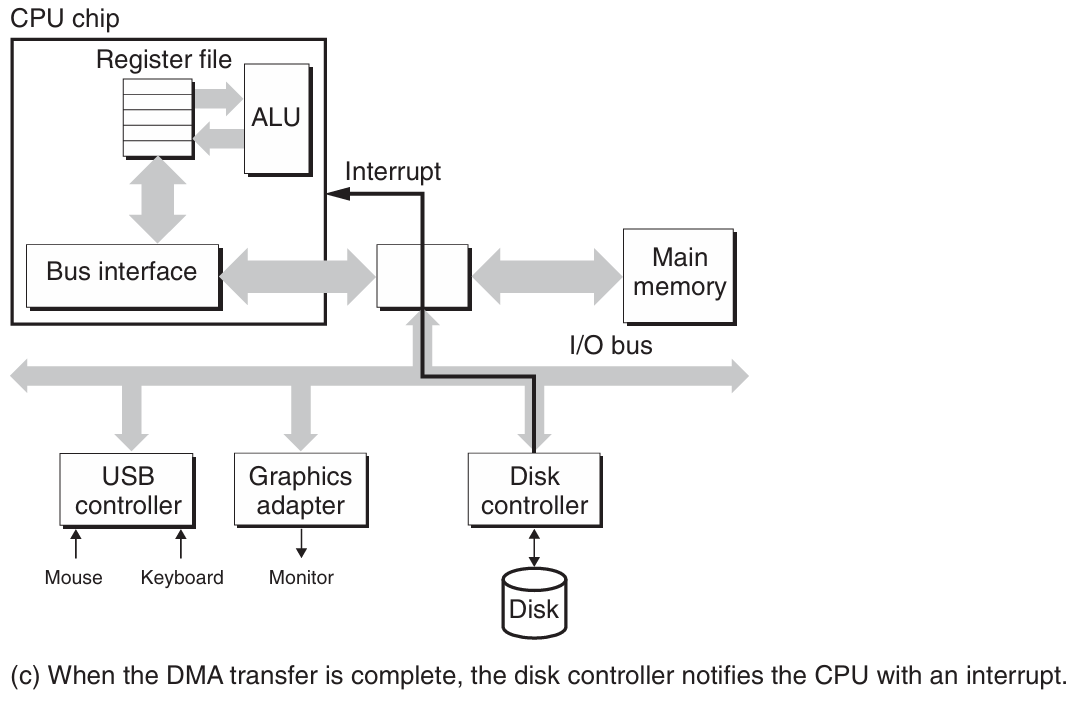 CPU chip
Register file
ALU
Interrupt
Bus interface
Main
memory
I/O bus
USB
controller
Graphics
adapter
Disk
controller
Mouse
Keyboard
Monitor
Disk
(c) When the DMA transfer is complete, the disk controller notifies the CPU with an interrupt.